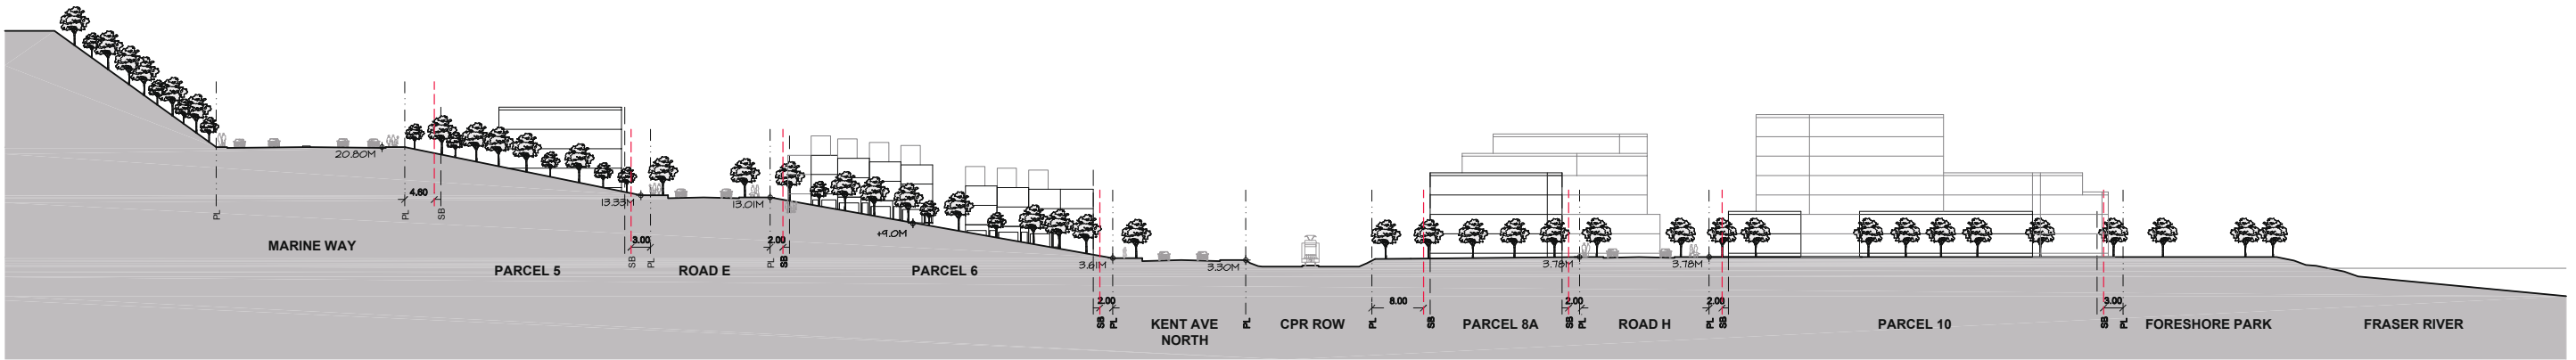 20.80M
4.60
PL
PL
SB
MARINE WAY
PARCEL 5
13.33M
3.00
SB
PL
ROAD E
13.01M
2.00
PL
SB
+9.0M
PARCEL 6
3.61M
2.00
SB
PL
KENT AVE
NORTH
3.30M
PL
CPR ROW
PL
8.00
SB
PARCEL 8A
3.78M
2.00
SB
PL
ROAD H
3.78M
2.00
PL
SB
PARCEL 10
3.00
SB
PL
FORESHORE PARK
FRASER RIVER